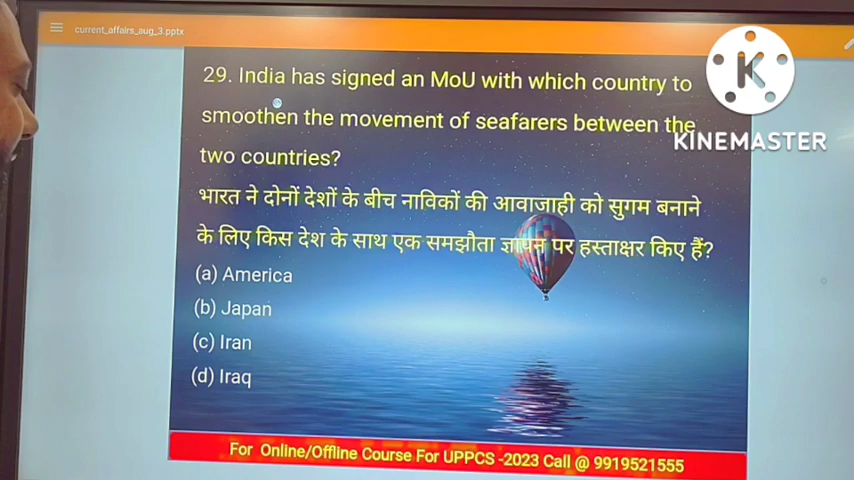 current_affairs_aug_3.pptx
29. India has signed an MoU with which country to
smoothen the movement of seafarers between the
two countries?
भारत ने दोनों देशों के बीच नाविकों की आवाजाही को सुगम बनाने
के लिए किस देश के साथ एक समझौता ज्ञापन पर हस्ताक्षर किए हैं?
(a) America
(b) Japan
(c) Iran
(d) Iraq
For Online/Offline Course For UPPCS -2023 Call @ 9919521555
K
KINEMASTER